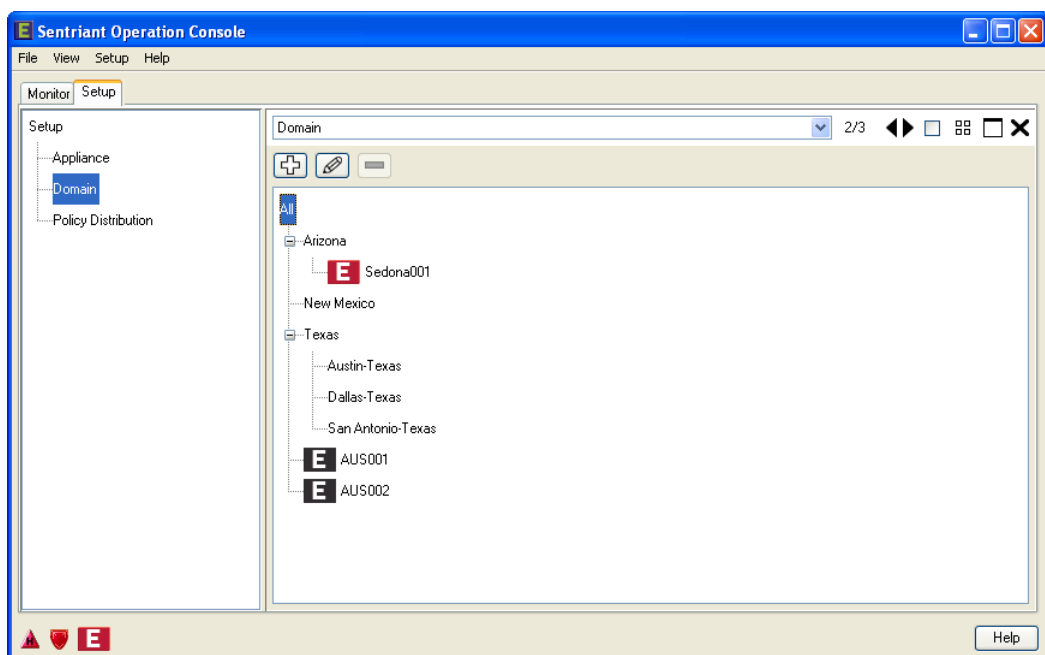 E Sentriant Operation Console
File View Setup Help
Monitor Setup
Setup
Appliance
Domain
Policy Distribution
Domain 2/3
All
Arizona
E Sedona001
New Mexico
Texas
Austin-Texas
Dallas-Texas
San Antonio-Texas
E AUS001
E AUS002
H E Help